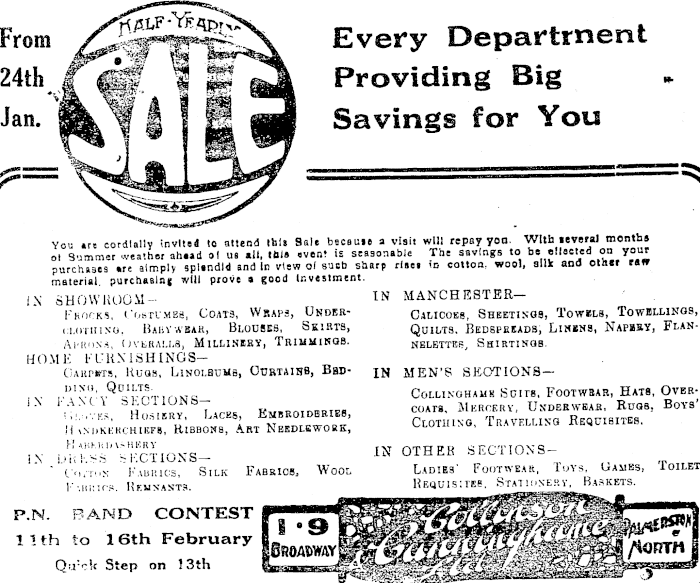 From
24th
Jan.
HALF-YEARLY
SALE
Every Department
Providing Big
Savings for You
You are cordially invited to attend this Sale because a visit will repay you. With several months
of Summer weather ahead of us all, this event is seasonable The savings to be effected on your
purchases are simply splendid and in view of such sharp rises in cotton, wool, silk and other raw
material, purchasing will prove a good investment.
IN SHOWROOM—
FROCKS, COSTUMES, COATS, WRAPS, UNDER-
CLOTHING, BABYWEAR, BLOUSES, SKIRTS,
APRONS, OVERALLS, MILLINERY, TRIMMINGS.
HOME FURNISHINGS—
CARPETS, RUGS, LINOLEUMS, CURTAINS, BED-
DING, QUILTS.
IN FANCY SECTIONS—
GLOVES, HOSIERY, LACES, EMBROIDERIES,
HANDKERCHIEFS, RIBBONS, ART NEEDLEWORK,
HABERDASHERY
IN DRESS SECTIONS—
COTTON FABRICS, SILK FABRICS, WOOL
FABRICS, REMNANTS.
IN MANCHESTER—
CALICOES, SHEETINGS, TOWELS, TOWELLINGS,
QUILTS, BEDSPREADS, LINENS, NAPERY, FLAN-
NELETTES, SHIRTINGS.
IN MEN'S SECTIONS—
COLLINGHAME SUITS, FOOTWEAR, HATS, OVER-
COATS, MERCERY, UNDERWEAR, RUGS, BOYS'
CLOTHING, TRAVELLING REQUISITES.
IN OTHER SECTIONS—
LADIES' FOOTWEAR, TOYS, GAMES, TOILET
REQUISITES, STATIONERY, BASKETS.
P.N. BAND CONTEST
11th to 16th February
Quick Step on 13th
1·9
BROADWAY
Collinson
& Cunninghame
Ltd
PALMERSTON
NORTH